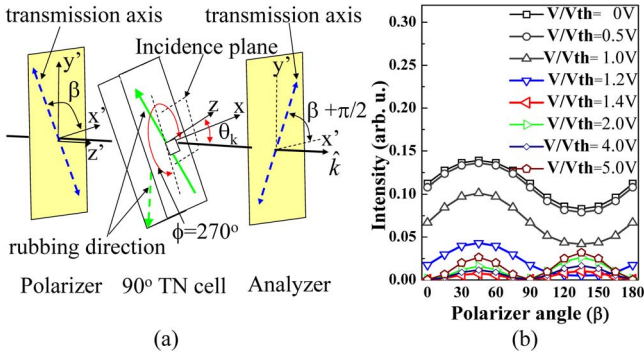 transmission axis
transmission axis
Incidence plane
y'
β
x'
z'
z
x
θk
y'
β +π/2
x'
k̂
rubbing direction
ϕ=270º
Polarizer
90º TN cell
Analyzer
(a)
0.30
0.25
0.20
0.15
0.10
0.05
0.00
Intensity (arb, u.)
V/Vth= 0V
V/Vth=0.5V
V/Vth= 1.0V
V/Vth=1.2V
V/Vth=1.4V
V/Vth=2.0V
V/Vth=4.0V
V/Vth=5.0V
0 30 60 90 120 150 180
Polarizer angle (β)
(b)